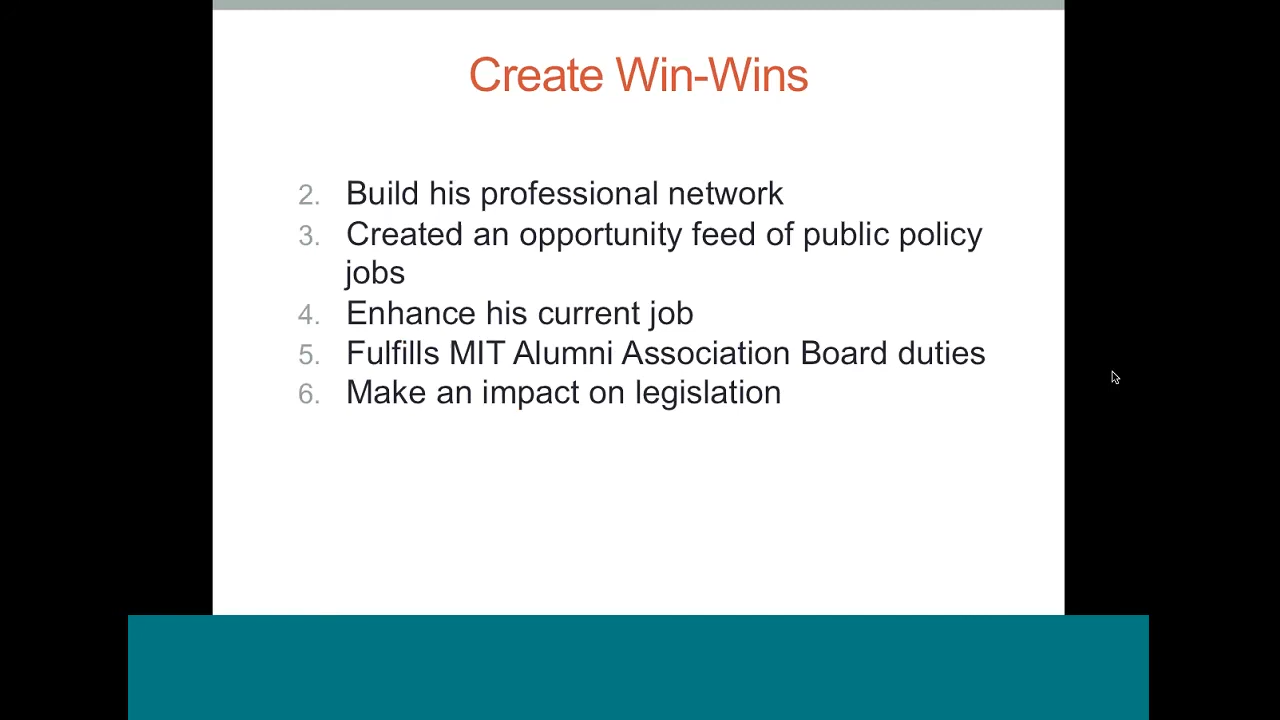 Create Win-Wins
2. Build his professional network
3. Created an opportunity feed of public policy
jobs
4. Enhance his current job
5. Fulfills MIT Alumni Association Board duties
6. Make an impact on legislation